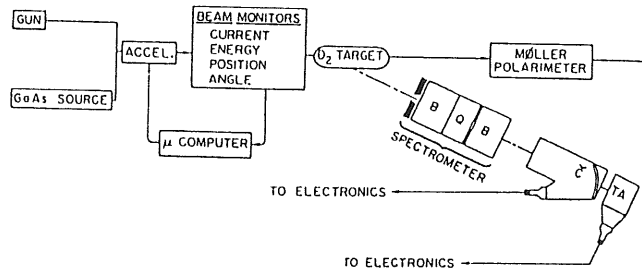 GUN
GaAs SOURCE
ACCEL.
BEAM MONITORS
CURRENT
ENERGY
POSITION
ANGLE
μ COMPUTER
D2 TARGET
MØLLER
POLARIMETER
B Q B
SPECTROMETER
Č
TA
TO ELECTRONICS
TO ELECTRONICS